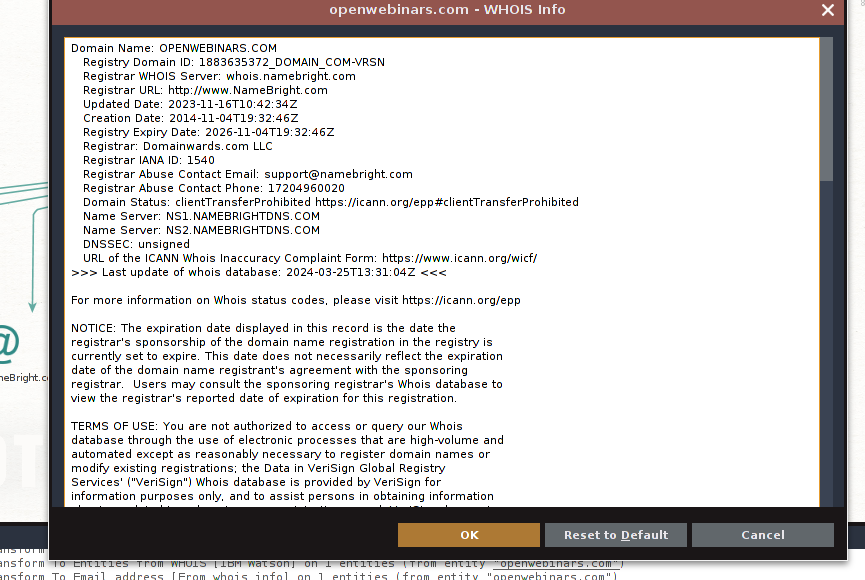 openwebinars.com - WHOIS Info
Domain Name: OPENWEBINARS.COM
Registry Domain ID: 1883635372_DOMAIN_COM-VRSN
Registrar WHOIS Server: whois.namebright.com
Registrar URL: http://www.NameBright.com
Updated Date: 2023-11-16T10:42:34Z
Creation Date: 2014-11-04T19:32:46Z
Registry Expiry Date: 2026-11-04T19:32:46Z
Registrar: Domainwards.com LLC
Registrar IANA ID: 1540
Registrar Abuse Contact Email: support@namebright.com
Registrar Abuse Contact Phone: 17204960020
Domain Status: clientTransferProhibited https://icann.org/epp#clientTransferProhibited
Name Server: NS1.NAMEBRIGHTDNS.COM
Name Server: NS2.NAMEBRIGHTDNS.COM
DNSSEC: unsigned
URL of the ICANN Whois Inaccuracy Complaint Form: https://www.icann.org/wicf/
>>> Last update of whois database: 2024-03-25T13:31:04Z <<<
For more information on Whois status codes, please visit https://icann.org/epp
NOTICE: The expiration date displayed in this record is the date the
registrar's sponsorship of the domain name registration in the registry is
currently set to expire. This date does not necessarily reflect the expiration
date of the domain name registrant's agreement with the sponsoring
registrar.  Users may consult the sponsoring registrar's Whois database to
view the registrar's reported date of expiration for this registration.
TERMS OF USE: You are not authorized to access or query our Whois
database through the use of electronic processes that are high-volume and
automated except as reasonably necessary to register domain names or
modify existing registrations; the Data in VeriSign Global Registry
Services' ("VeriSign") Whois database is provided by VeriSign for
information purposes only, and to assist persons in obtaining information
@
meBright.c
OK
Reset to Default
Cancel
ansform
ansform To Entities from WHOIS [IBM Watson] on 1 entities (from entity "openwebinars.com")
ansform To Email address [From whois info] on 1 entities (from entity "openwebinars.com")